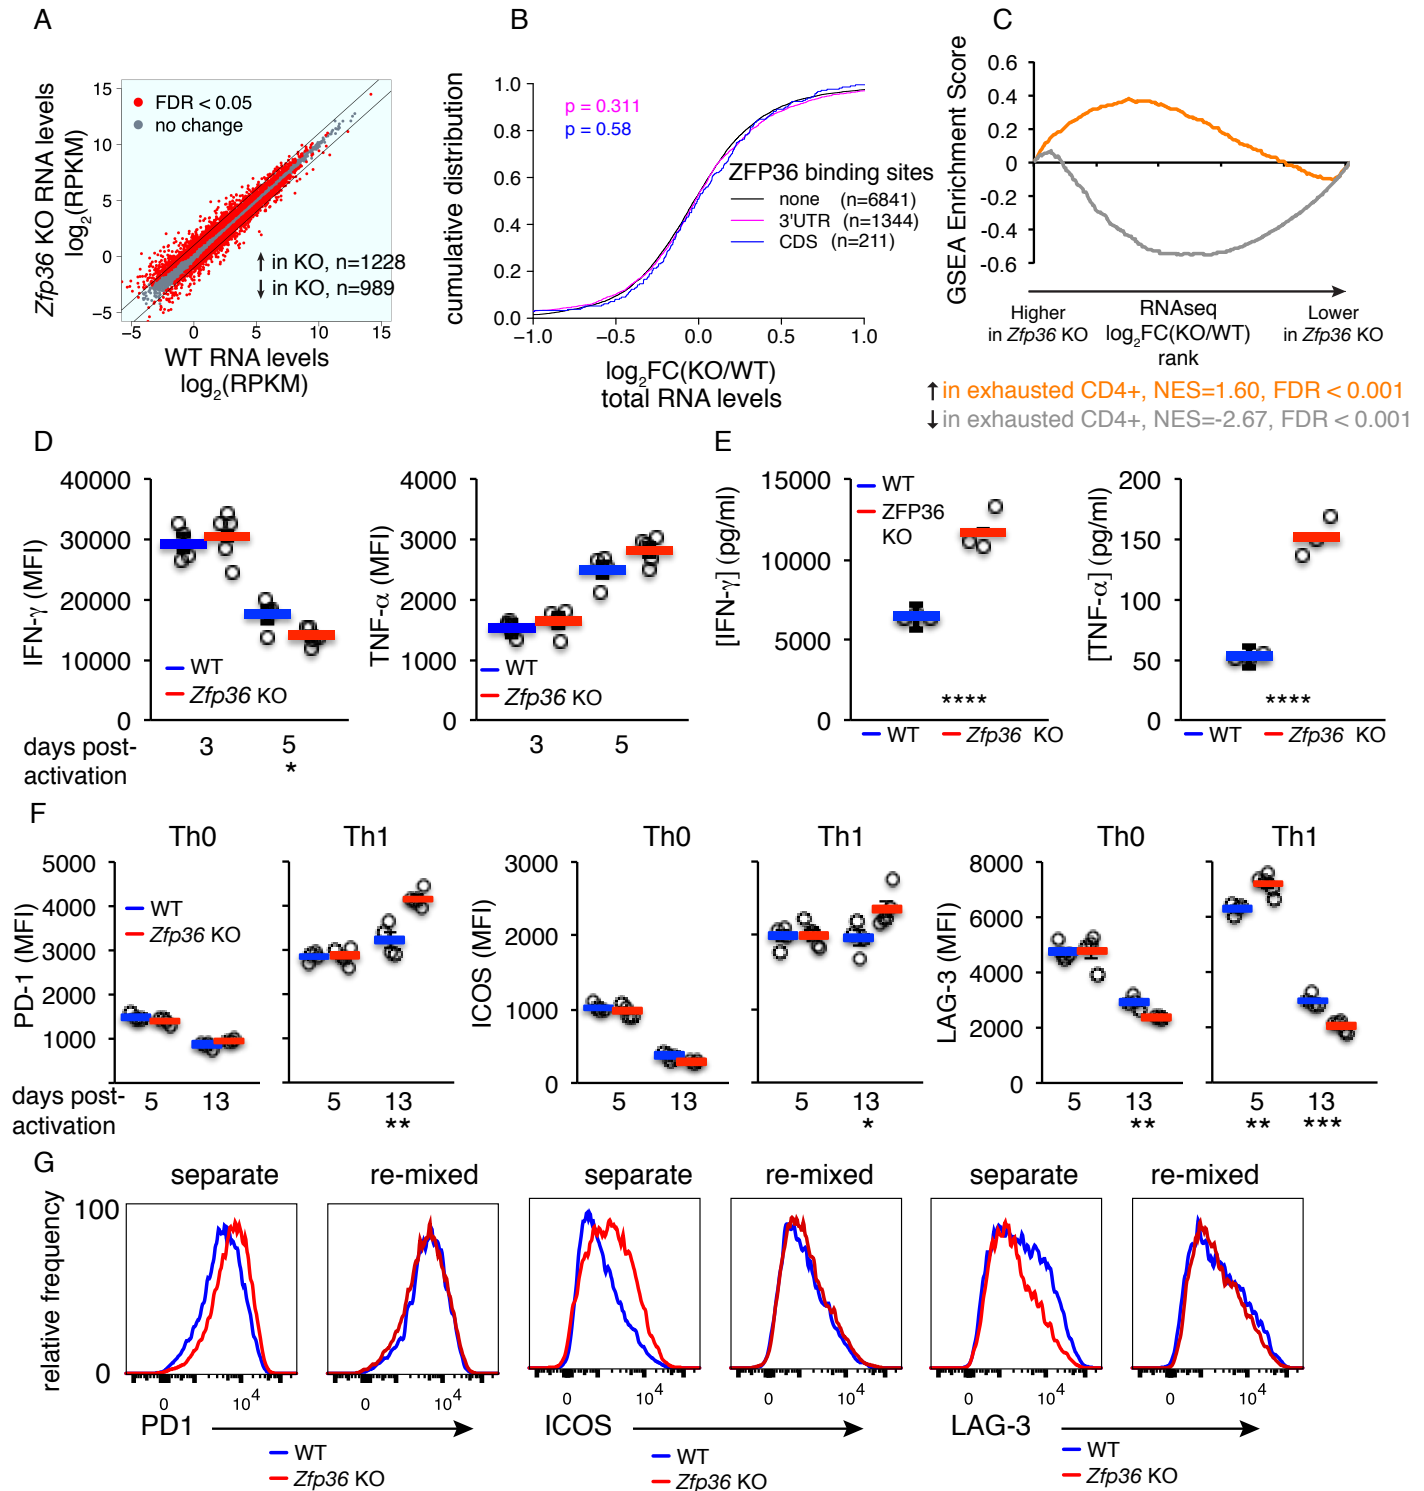 A
Zfp36 KO RNA levels
log2(RPKM)
15
10
5
0
−5
FDR < 0.05
no change
↑ in KO, n=1228
↓ in KO, n=989
−5 0 5 10 15
WT RNA levels
log2(RPKM)
B
cumulative distribution
1.0
0.8
0.6
0.4
0.2
0.0
p = 0.311
p = 0.58
ZFP36 binding sites
none (n=6841)
3'UTR (n=1344)
CDS (n=211)
−1.0 −0.5 0.0 0.5 1.0
log2FC(KO/WT)
total RNA levels
C
GSEA Enrichment Score
0.6
0.4
0.2
0
-0.2
-0.4
-0.6
Higher in Zfp36 KO
RNAseq
log2FC(KO/WT)
rank
Lower in Zfp36 KO
↑ in exhausted CD4+, NES=1.60, FDR < 0.001
↓ in exhausted CD4+, NES=-2.67, FDR < 0.001
D
IFN-γ (MFI)
40000
30000
20000
10000
0
WT
Zfp36 KO
days post-activation
3 5
*
TNF-α (MFI)
4000
3000
2000
1000
0
WT
Zfp36 KO
3 5
E
[IFN-γ] (pg/ml)
15000
10000
5000
0
WT
ZFP36
KO
****
WT Zfp36 KO
[TNF-α] (pg/ml)
200
150
100
50
0
****
WT Zfp36 KO
F
Th0 Th1
PD-1 (MFI)
5000
4000
3000
2000
1000
WT
Zfp36 KO
days post-activation
5 13 5 13
**
Th0 Th1
ICOS (MFI)
3000
2000
1000
0
5 13 5 13
*
Th0 Th1
LAG-3 (MFI)
8000
6000
4000
2000
0
5 13 5 13
** ** ***
G
relative frequency
100
0
separate re-mixed
0 10^4 0 10^4
PD1
WT
Zfp36 KO
separate re-mixed
0 10^4 0 10^4
ICOS
WT
Zfp36 KO
separate re-mixed
0 10^4 0 10^4
LAG-3
WT
Zfp36 KO